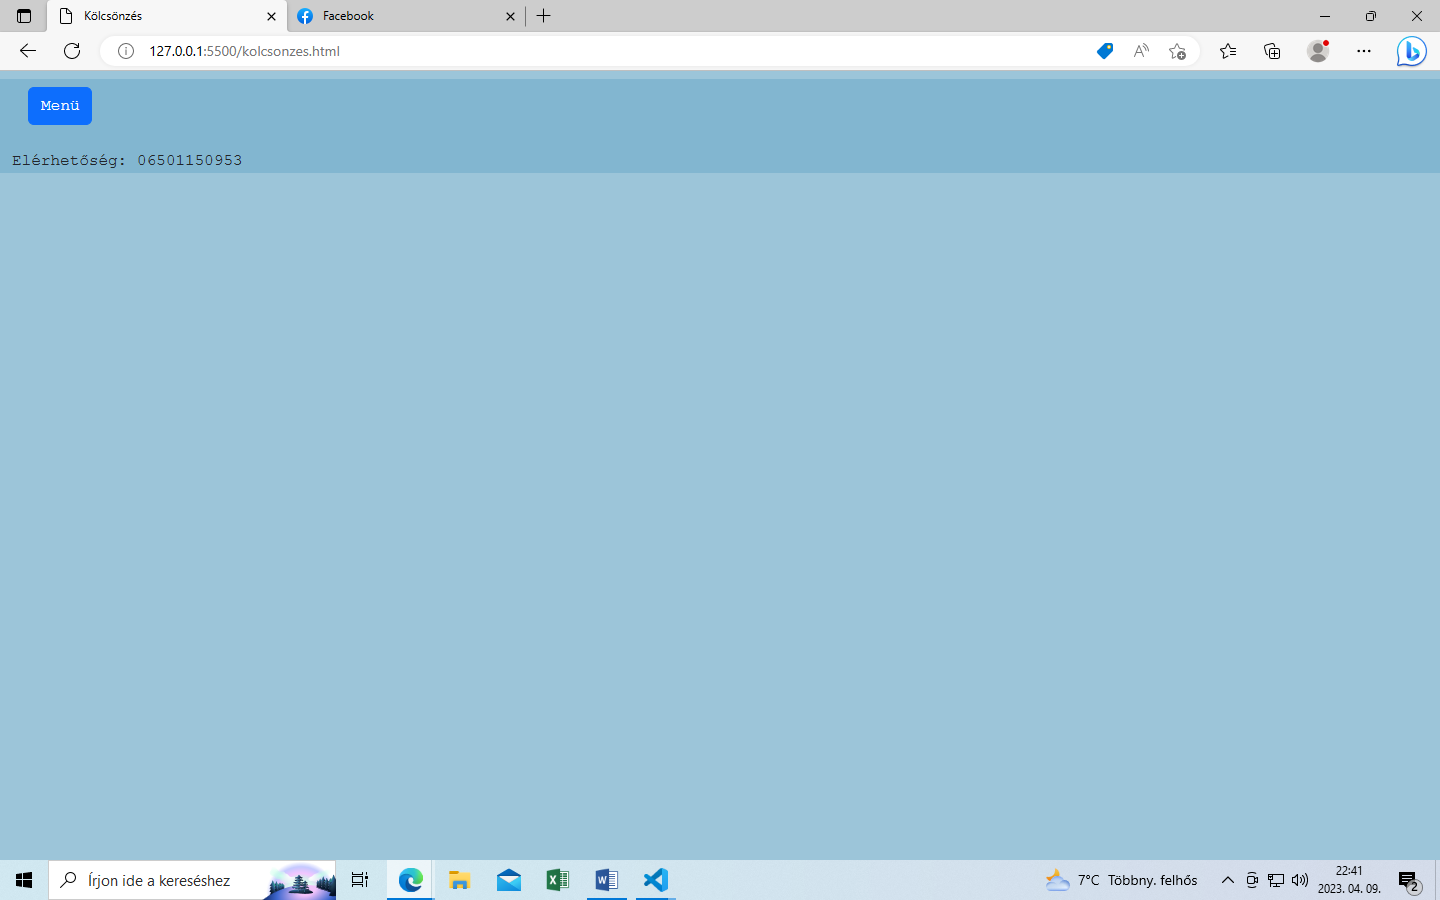 Kölcsönzés
Facebook
127.0.0.1:5500/kolcsonzes.html
Menü
Elérhetőség: 06501150953
Írjon ide a kereséshez
7°C Többny. felhős
22:41
2023. 04. 09.
2